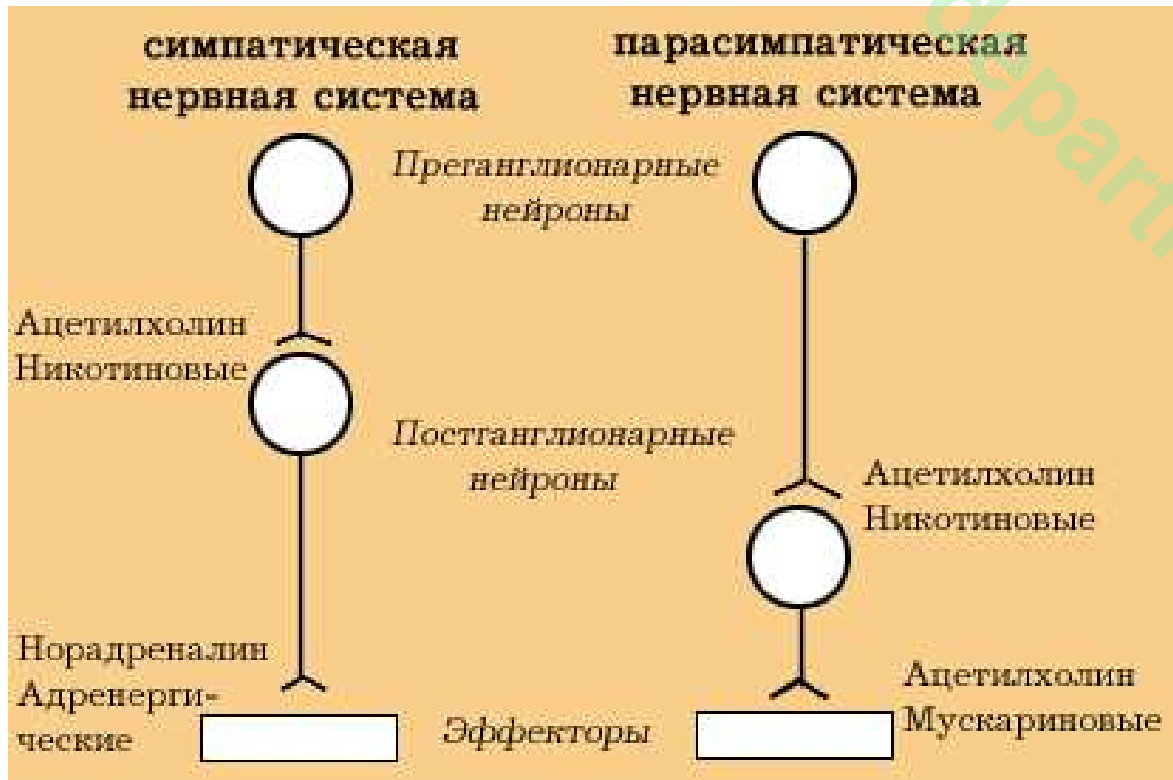 симпатическая
нервная система
парасимпатическая
нервная система
Преганглионарные
нейроны
Ацетилхолин
Никотиновые
Постганглионарные
нейроны
Ацетилхолин
Никотиновые
Норадреналин
Адренерги-
ческие
Эффекторы
Ацетилхолин
Мускариновые